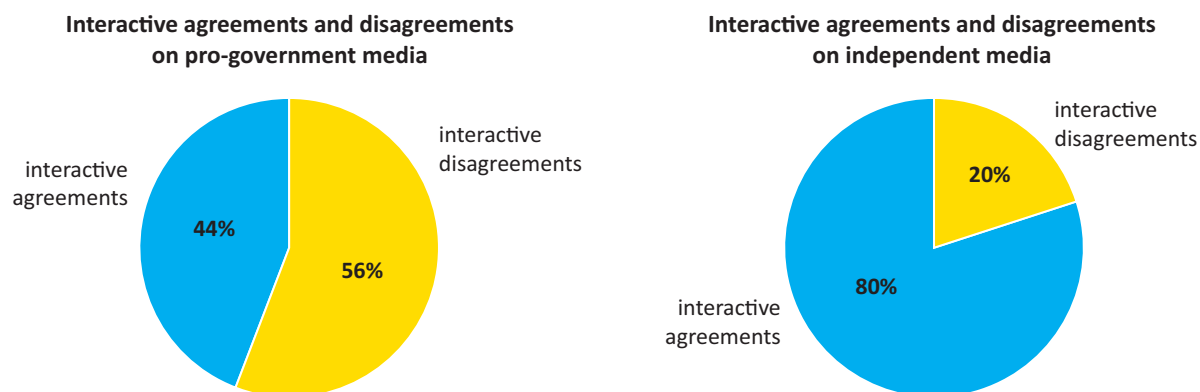 Interactive agreements and disagreements
on pro-government media
interactive
disagreements
interactive
agreements
44%
56%
Interactive agreements and disagreements
on independent media
interactive
disagreements
20%
80%
interactive
agreements